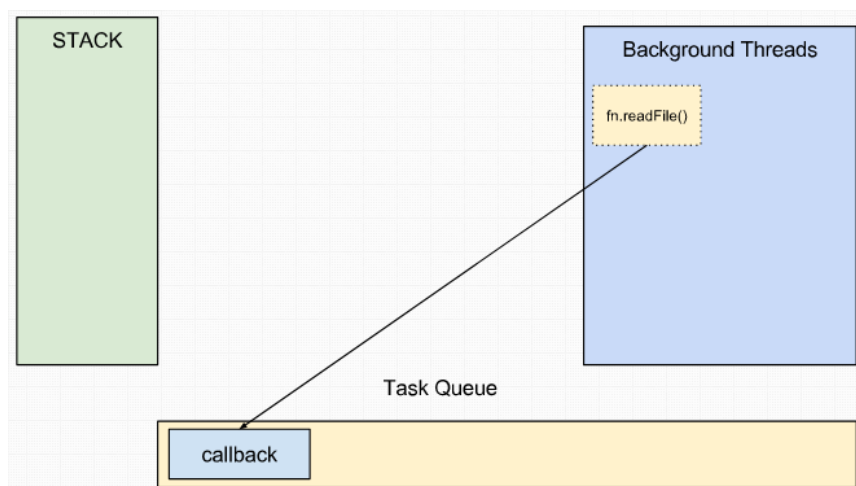 STACK
Background Threads
fn.readFile()
Task Queue
callback